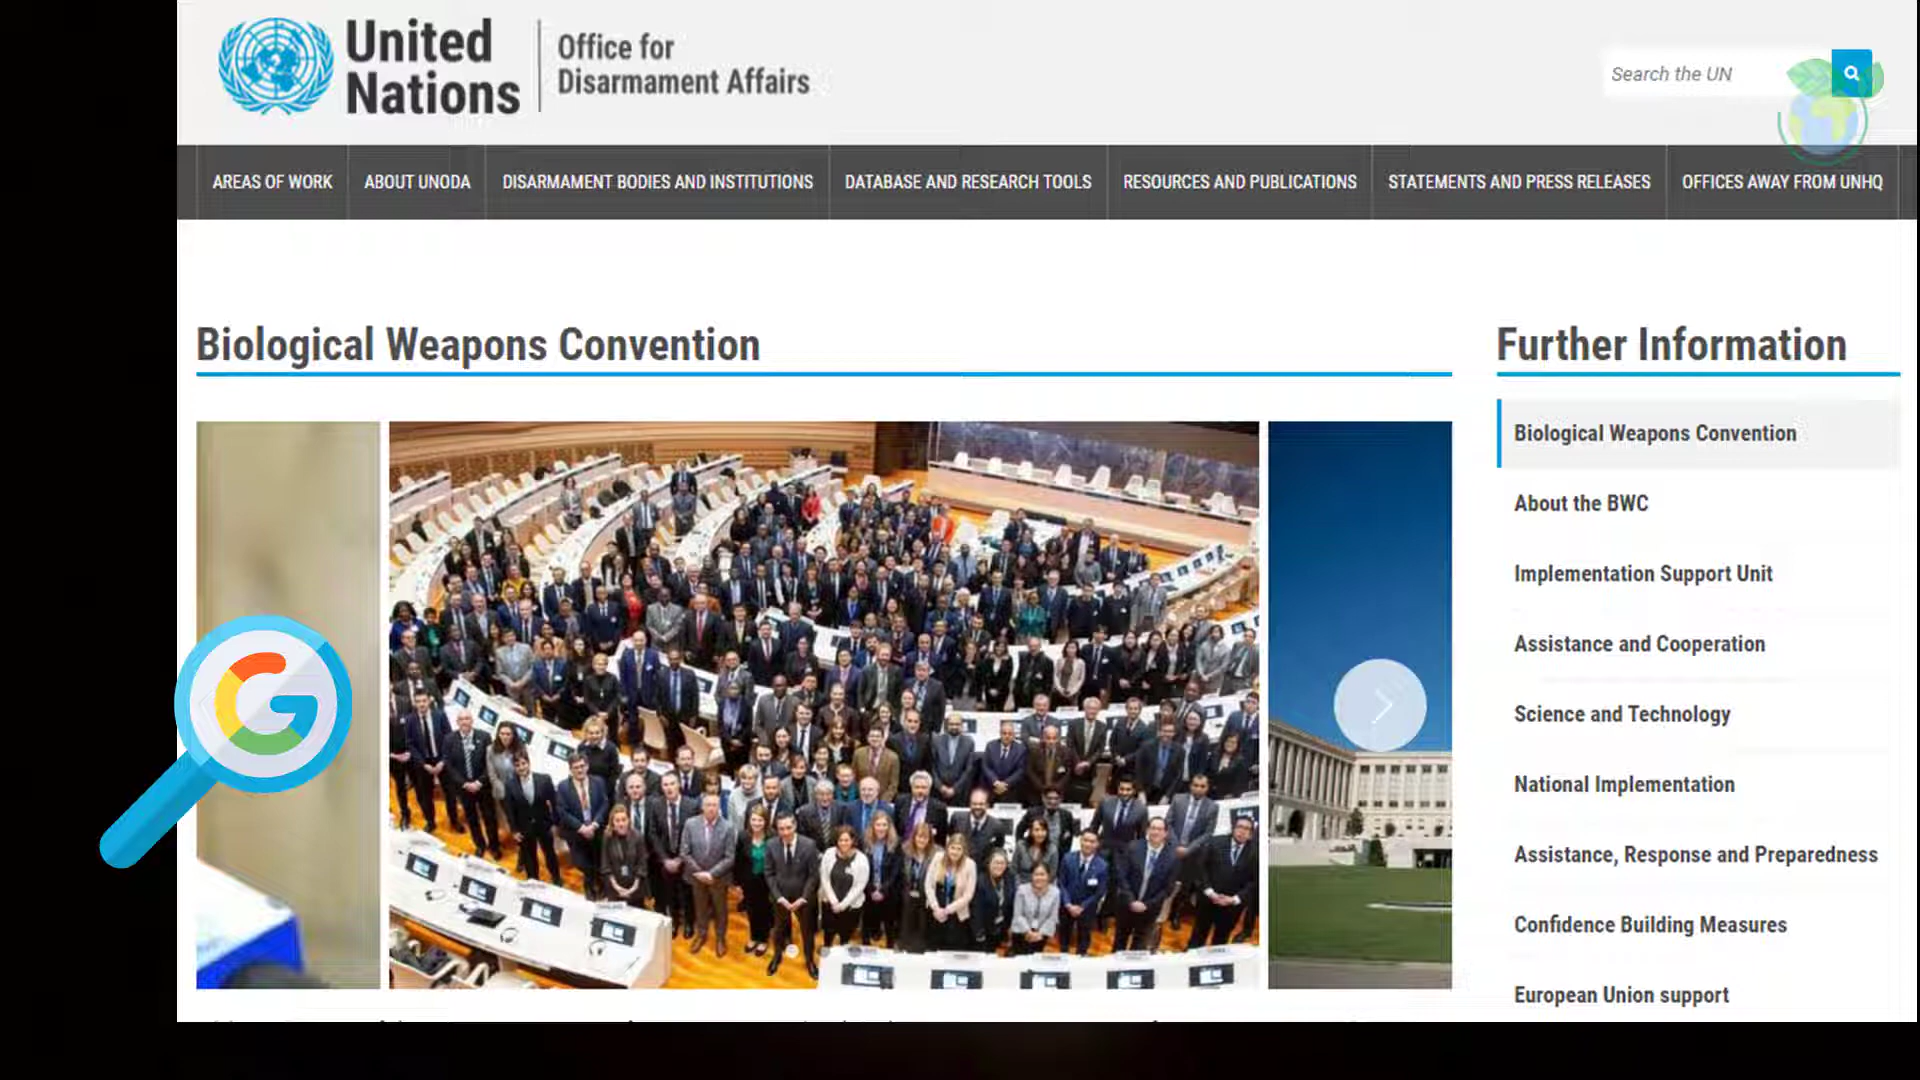 United
Nations
Office for
Disarmament Affairs
Search the UN
AREAS OF WORK
ABOUT UNODA
DISARMAMENT BODIES AND INSTITUTIONS
DATABASE AND RESEARCH TOOLS
RESOURCES AND PUBLICATIONS
STATEMENTS AND PRESS RELEASES
OFFICES AWAY FROM UNHQ
Biological Weapons Convention
Further Information
Biological Weapons Convention
About the BWC
Implementation Support Unit
Assistance and Cooperation
Science and Technology
National Implementation
Assistance, Response and Preparedness
Confidence Building Measures
European Union support
G